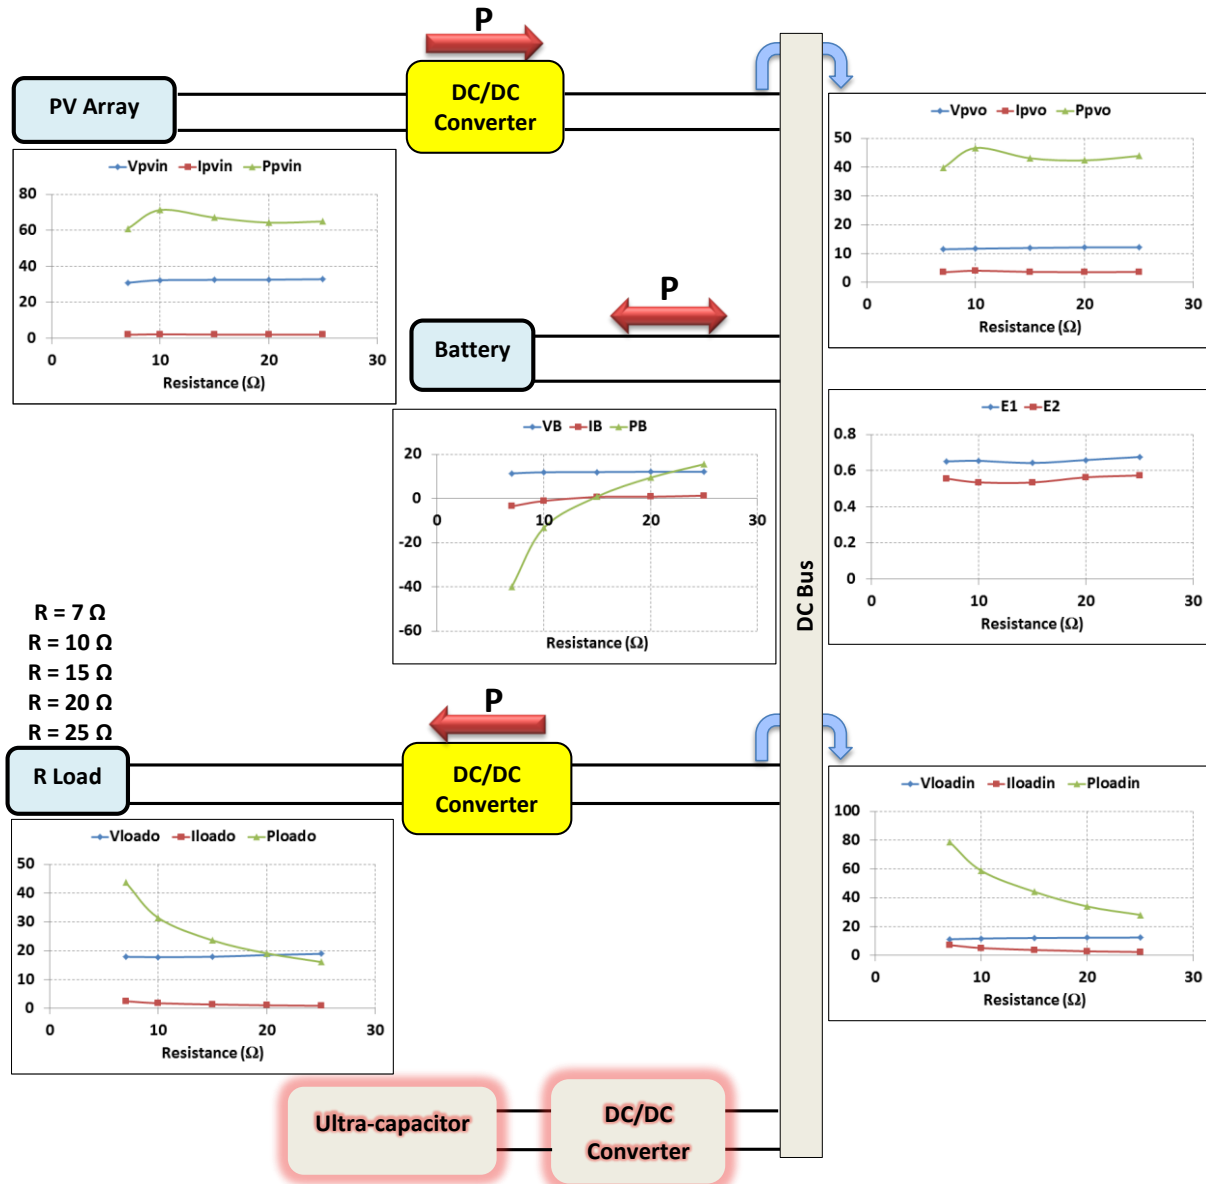 P
PV Array
DC/DC
Converter
Vpvin Ipvin Ppvin
80
60
40
20
0
0 10 20 30
Resistance (Ω)
Vpvo Ipvo Ppvo
50
40
30
20
10
0
0 10 20 30
Resistance (Ω)
P
Battery
VB IB PB
20
0
-20
-40
-60
0 10 20 30
Resistance (Ω)
E1 E2
0.8
0.6
0.4
0.2
0
0 10 20 30
Resistance (Ω)
DC Bus
R = 7 Ω
R = 10 Ω
R = 15 Ω
R = 20 Ω
R = 25 Ω
P
R Load
DC/DC
Converter
Vloado Iloado Ploado
50
40
30
20
10
0
0 10 20 30
Resistance (Ω)
Vloadin Iloadin Ploadin
100
80
60
40
20
0
0 10 20 30
Resistance (Ω)
Ultra-capacitor
DC/DC
Converter